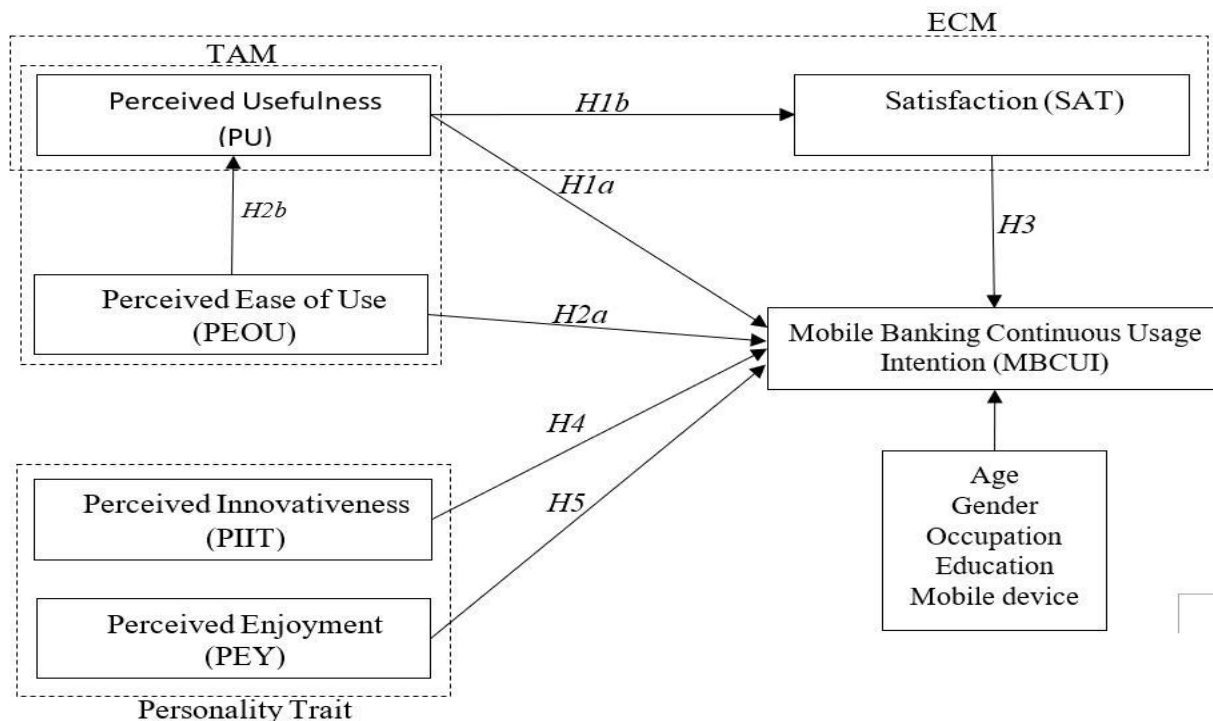 ECM
TAM
Perceived Usefulness
(PU)
H1b
Satisfaction (SAT)
H1a
H2b
H3
Perceived Ease of Use
(PEOU)
H2a
Mobile Banking Continuous Usage
Intention (MBCUI)
H4
Perceived Innovativeness
(PIIT)
H5
Age
Gender
Occupation
Education
Mobile device
Perceived Enjoyment
(PEY)
Personality Trait